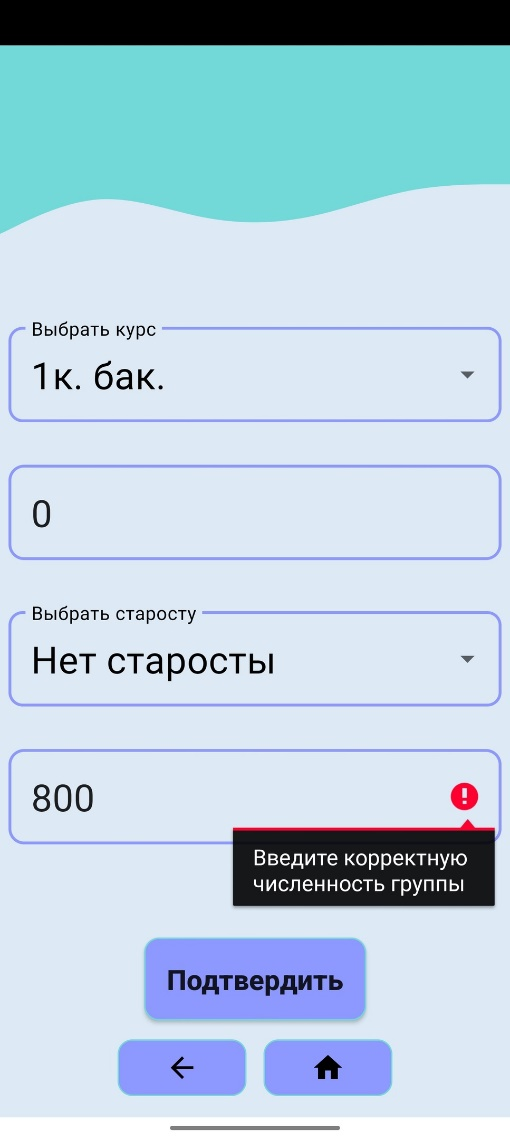 Выбрать курс
1к. бак.
0
Выбрать старосту
Нет старосты
800
Введите корректную
численность группы
Подтвердить